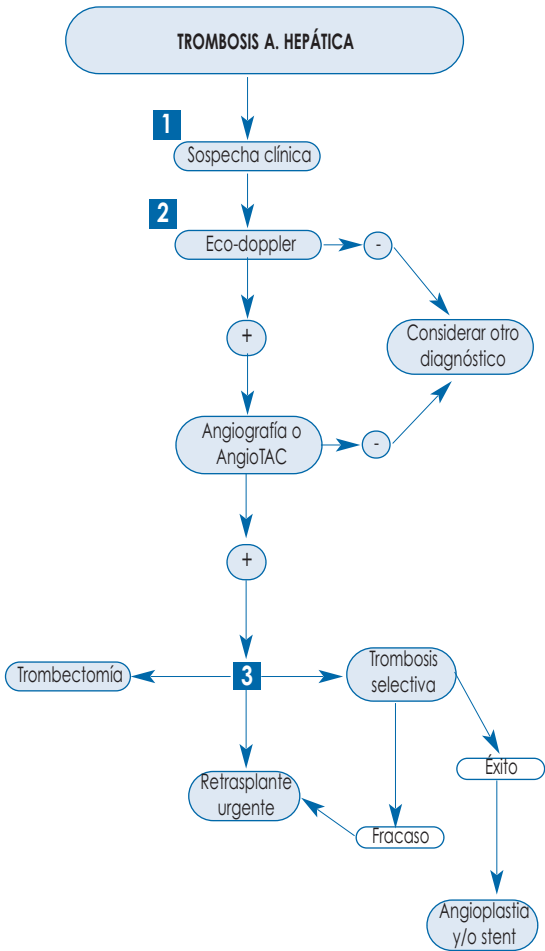 TROMBOSIS A. HEPÁTICA
1
Sospecha clínica
2
Eco-doppler
-
+
Considerar otro
diagnóstico
Angiografía o
AngioTAC
-
+
Trombectomía
3
Trombosis
selectiva
Éxito
Retrasplante
urgente
Fracaso
Angioplastia
y/o stent